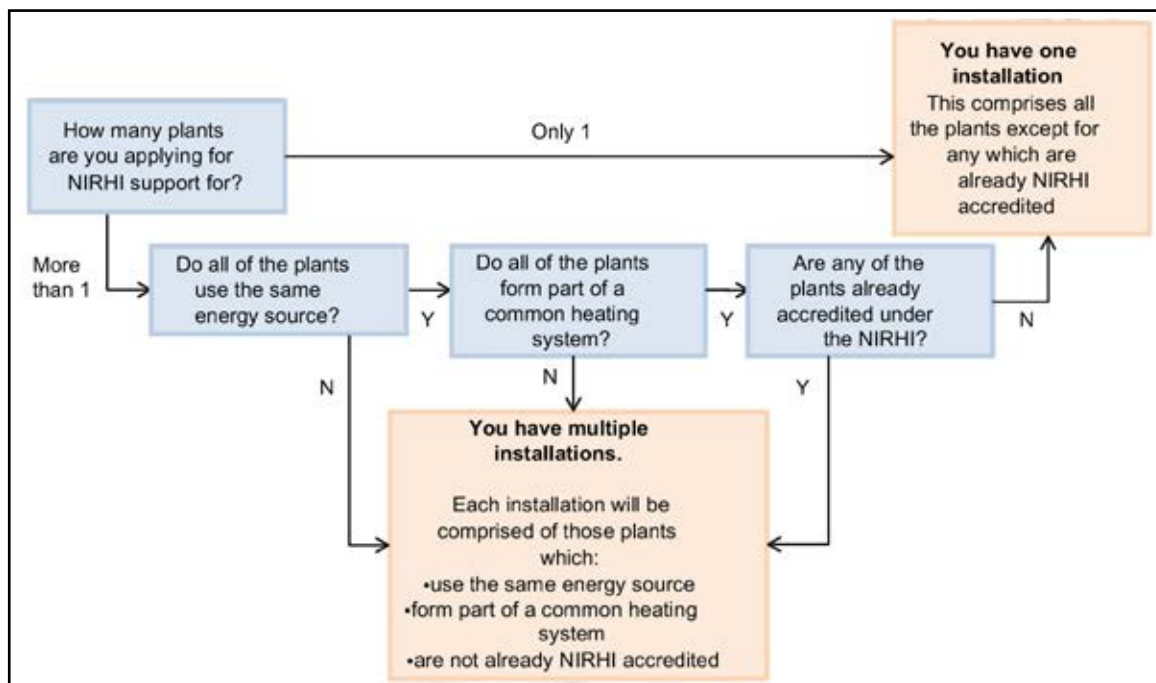 You have one
installation
This comprises all
the plants except for
any which are
already NIRHI
accredited
How many plants
are you applying for
NIRHI support for?
Only 1
More
than 1
Do all of the plants
use the same
energy source?
Y
Do all of the plants
form part of a
common heating
system?
Y
Are any of the
plants already
accredited under
the NIRHI?
N
N
N
Y
You have multiple
installations.
Each installation will be
comprised of those plants
which:
•use the same energy source
•form part of a common heating
system
•are not already NIRHI accredited